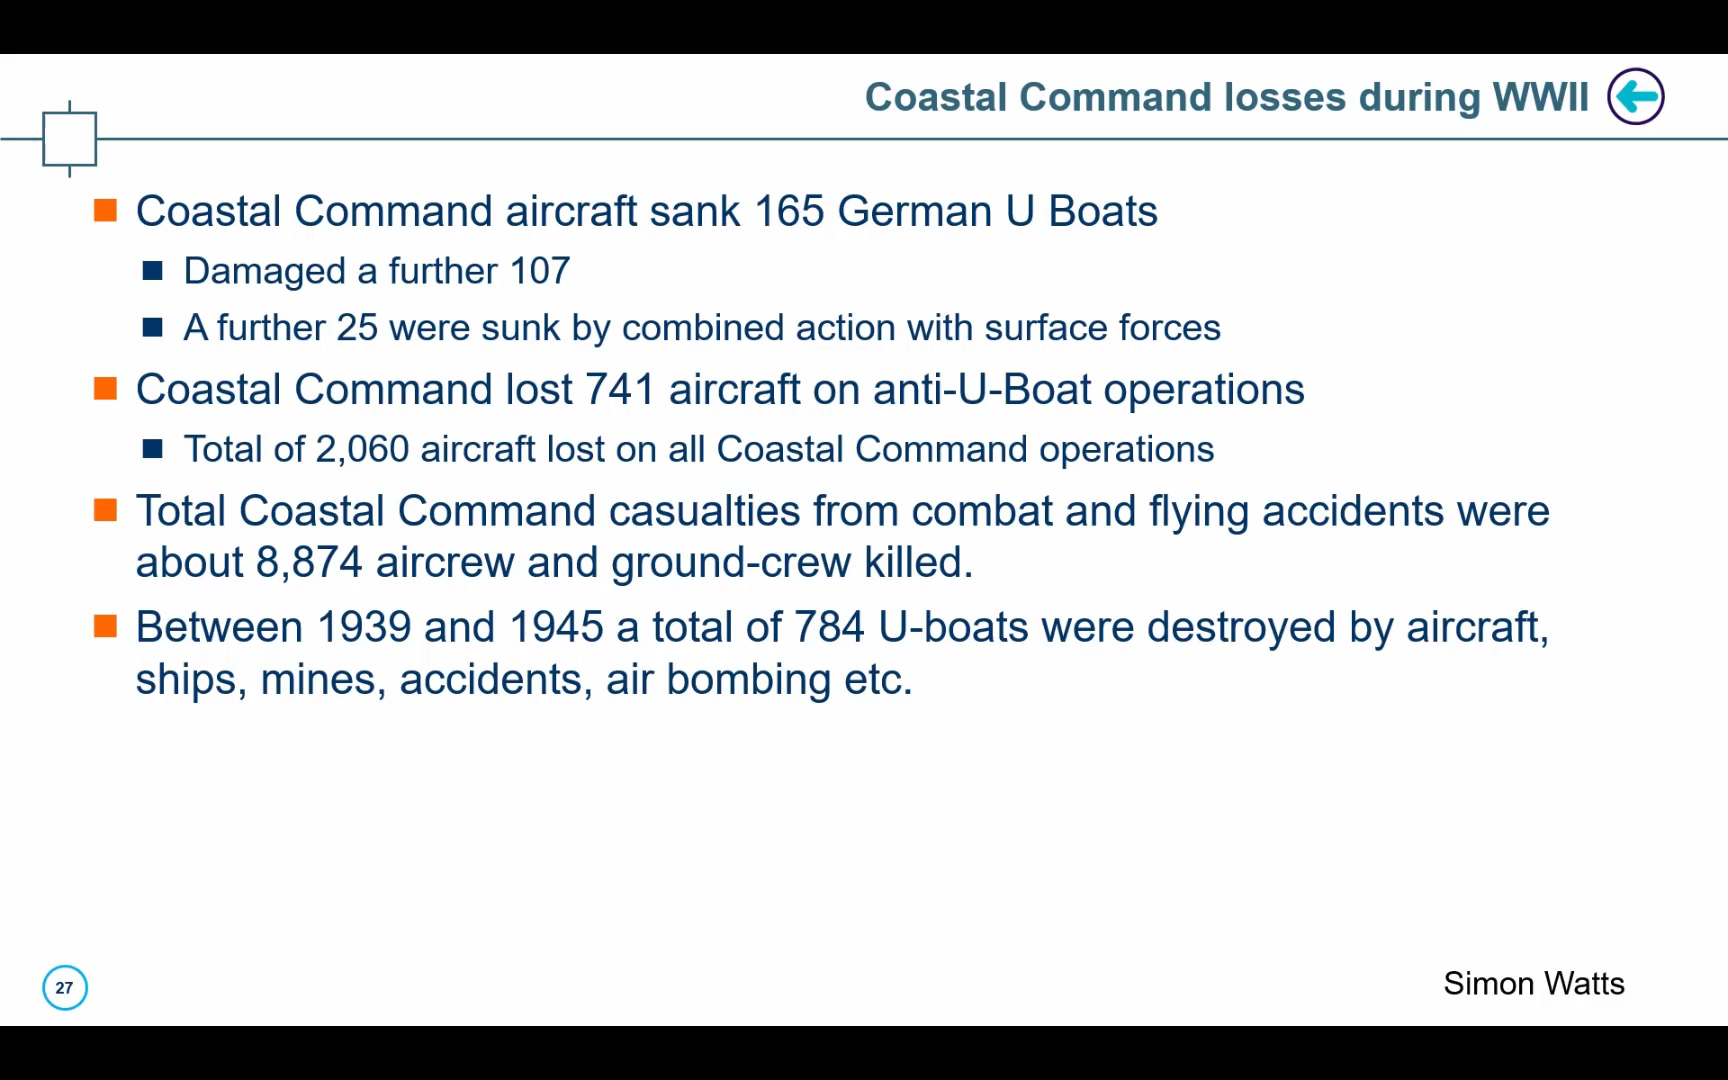 Coastal Command losses during WWII
Coastal Command aircraft sank 165 German U Boats
Damaged a further 107
A further 25 were sunk by combined action with surface forces
Coastal Command lost 741 aircraft on anti-U-Boat operations
Total of 2,060 aircraft lost on all Coastal Command operations
Total Coastal Command casualties from combat and flying accidents were
about 8,874 aircrew and ground-crew killed.
Between 1939 and 1945 a total of 784 U-boats were destroyed by aircraft,
ships, mines, accidents, air bombing etc.
27
Simon Watts